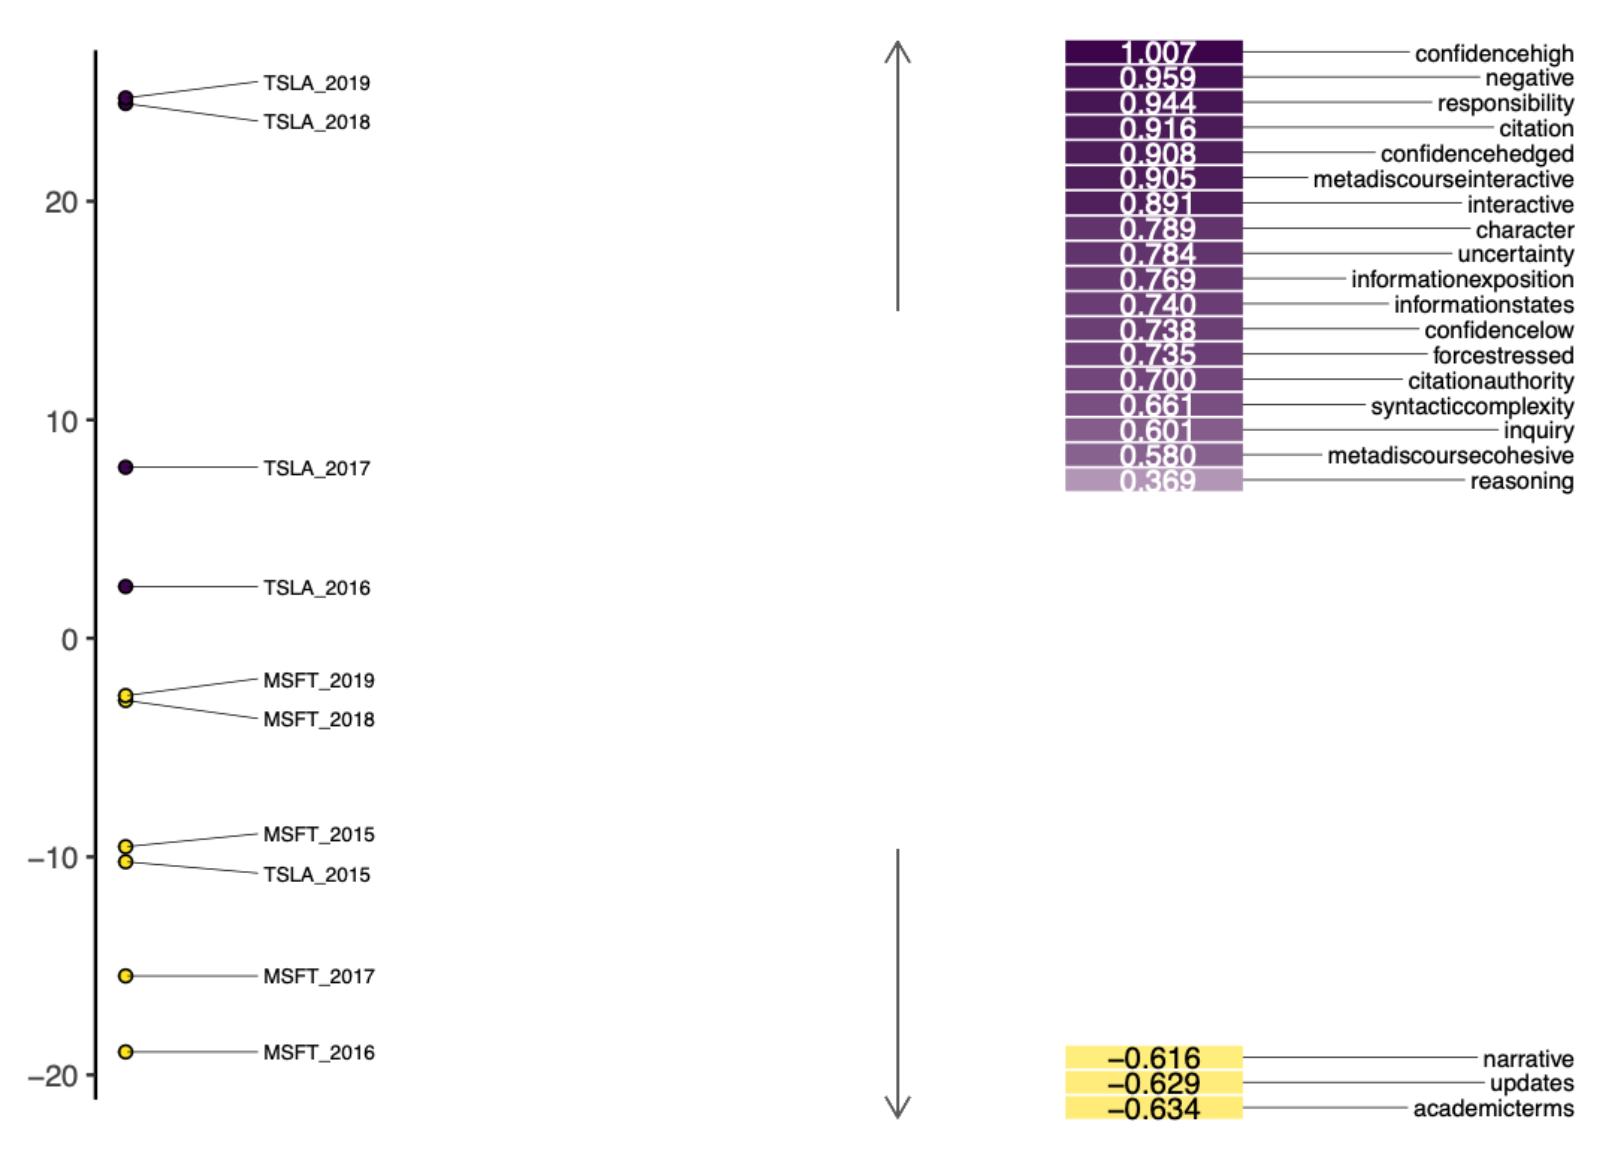 TSLA_2019
TSLA_2018
20
10
TSLA_2017
TSLA_2016
0
MSFT_2019
MSFT_2018
MSFT_2015
−10
TSLA_2015
MSFT_2017
MSFT_2016
−20
1.007 confidencehigh
0.959 negative
0.944 responsibility
0.916 citation
0.908 confidencehedged
0.905 metadiscourseinteractive
0.891 interactive
0.789 character
0.784 uncertainty
0.769 informationexposition
0.740 informationstates
0.738 confidencelow
0.735 forcestressed
0.700 citationauthority
0.661 syntacticcomplexity
0.601 inquiry
0.580 metadiscoursecohesive
0.369 reasoning
−0.616 narrative
−0.629 updates
−0.634 academicterms